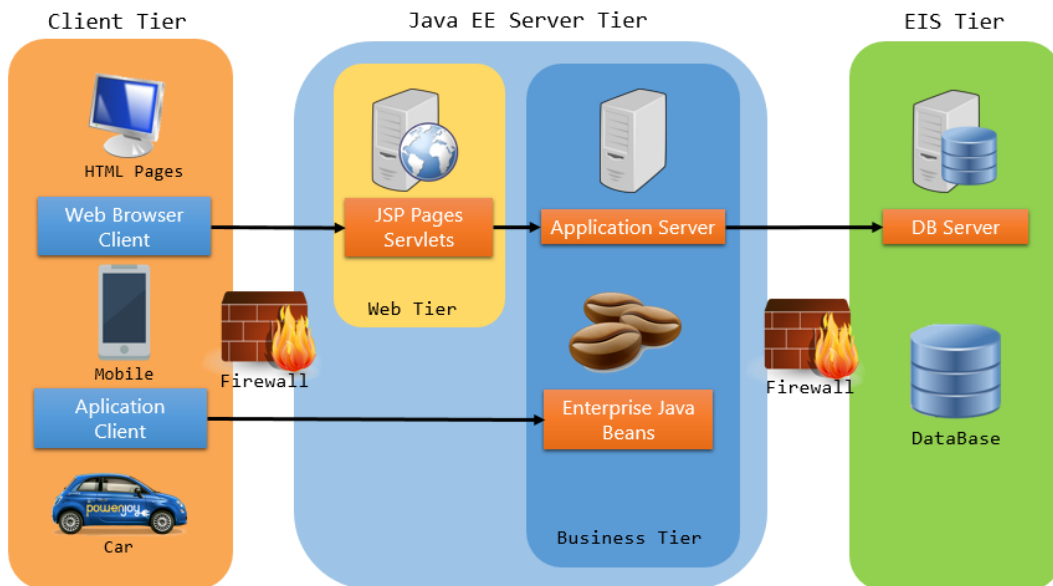 Client Tier
Java EE Server Tier
EIS Tier
HTML Pages
Web Browser
Client
JSP Pages
Servlets
Application Server
DB Server
Web Tier
Mobile
Firewall
Firewall
Aplication
Client
Enterprise Java
Beans
DataBase
powerjoy
Car
Business Tier